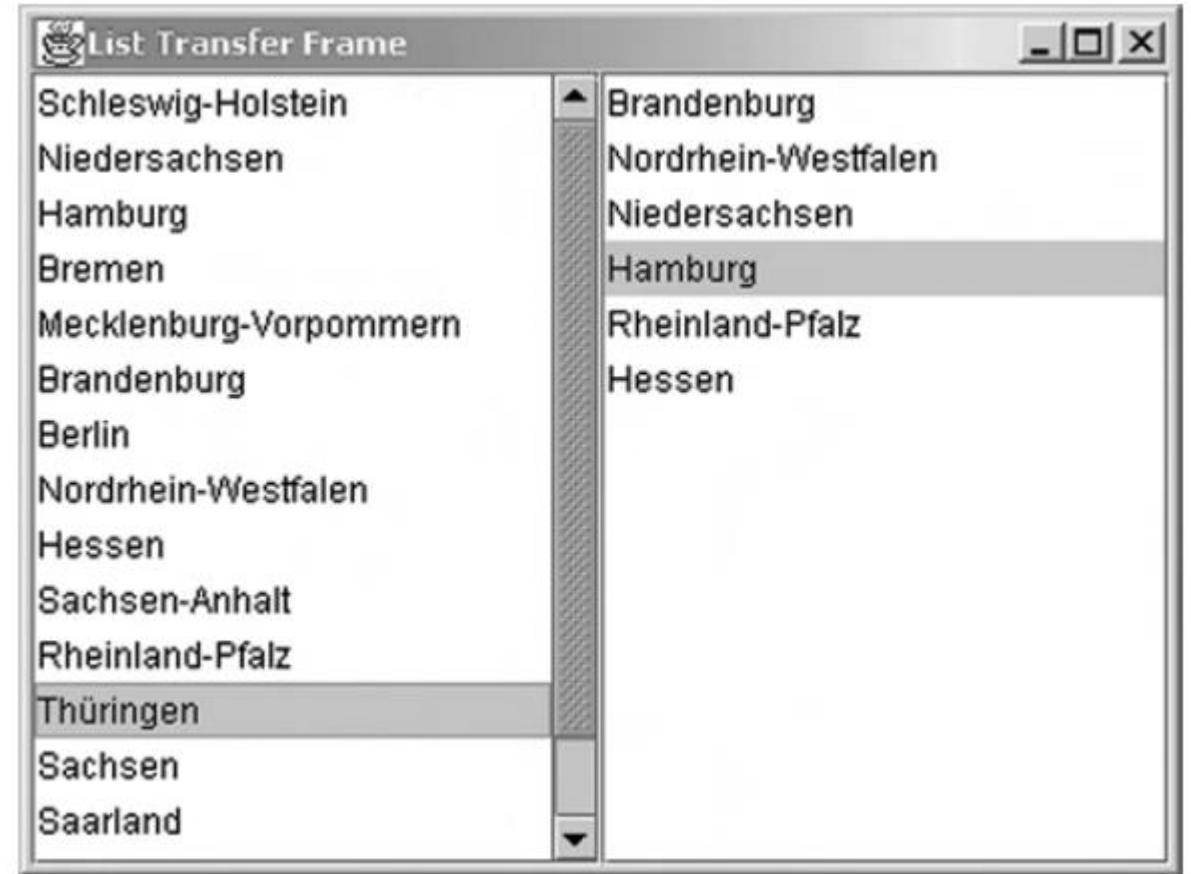 List Transfer Frame
Schleswig-Holstein
Niedersachsen
Hamburg
Bremen
Mecklenburg-Vorpommern
Brandenburg
Berlin
Nordrhein-Westfalen
Hessen
Sachsen-Anhalt
Rheinland-Pfalz
Thüringen
Sachsen
Saarland
Brandenburg
Nordrhein-Westfalen
Niedersachsen
Hamburg
Rheinland-Pfalz
Hessen